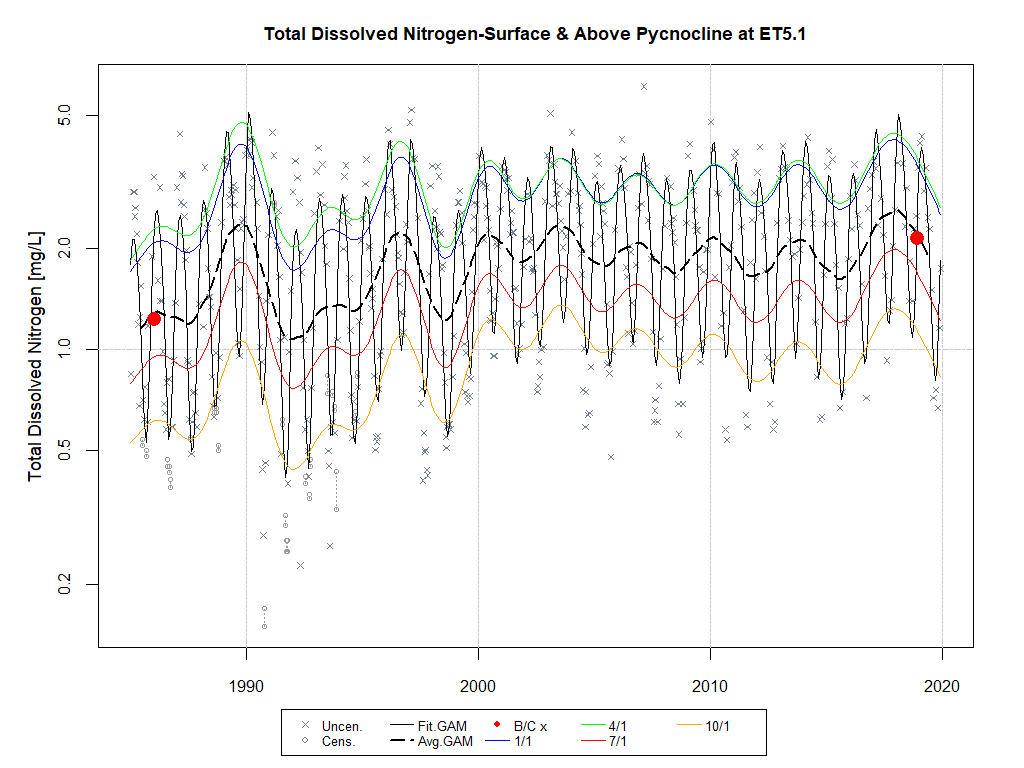 Total Dissolved Nitrogen-Surface & Above Pycnocline at ET5.1
Total Dissolved Nitrogen [mg/L]
5.0
2.0
1.0
0.5
0.2
1990 2000 2010 2020
Uncen. Fit.GAM B/C x 4/1 10/1
Cens. Avg.GAM 1/1 7/1